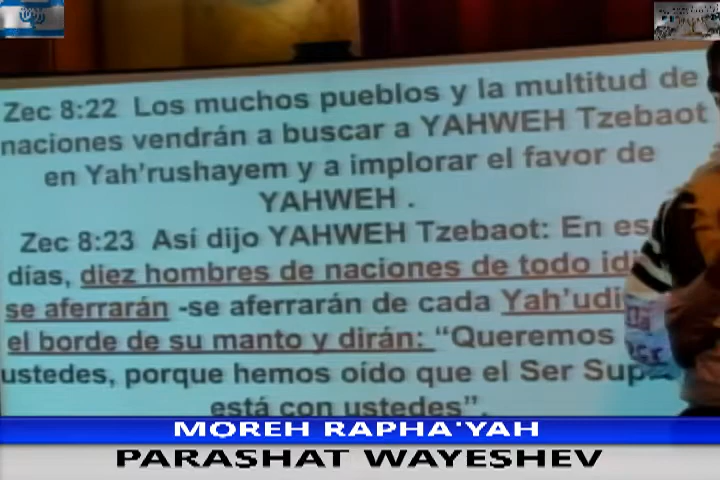 Zec 8:22 Los muchos pueblos y la multitud de
naciones vendrán a buscar a YAHWEH Tzebaot
en Yah'rushayem y a implorar el favor de
YAHWEH .
Zec 8:23 Así dijo YAHWEH Tzebaot: En es
días, diez hombres de naciones de todo idi
se aferrarán -se aferrarán de cada Yah'udi
el borde de su manto y dirán: “Queremos
ustedes, porque hemos oído que el Ser Sup
está con ustedes”.
MOREH RAPHA'YAH
PARASHAT WAYESHEV